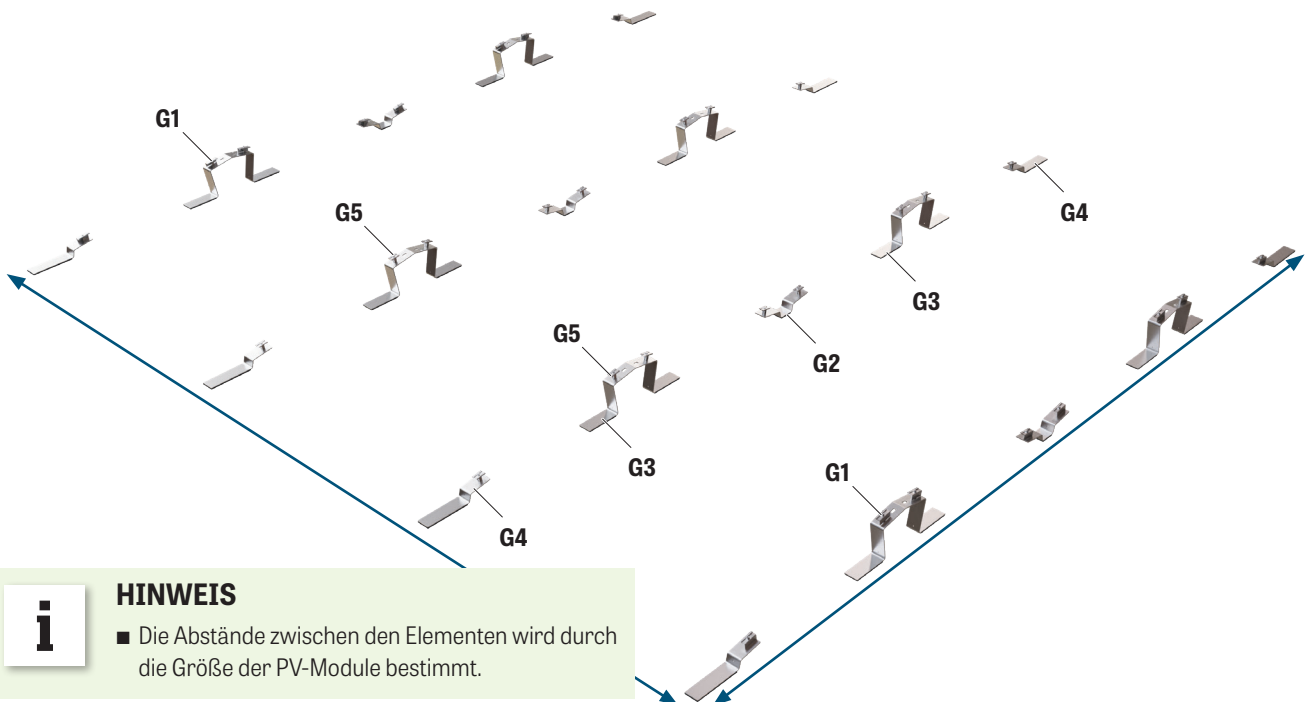 G1
G5
G4
G3
G5
G2
G3
G1
G4
i
HINWEIS
■ Die Abstände zwischen den Elementen wird durch
die Größe der PV-Module bestimmt.